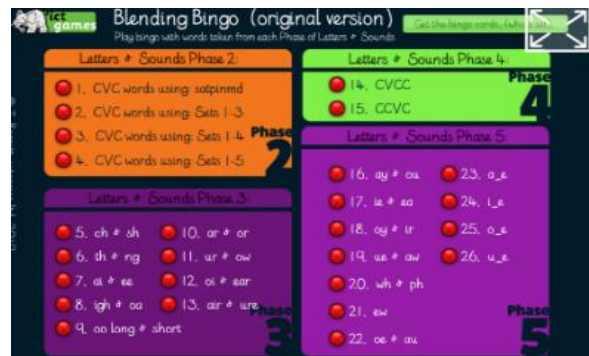 ict games
Blending Bingo (original version)
Play bingo with words taken from each Phase of Letters & Sounds
Get the bingo words
Letters & Sounds Phase 2:
1. CVC words using: satpinmd
2. CVC words using: Sets 1-3
3. CVC words using: Sets 1-4
4. CVC words using: Sets 1-5
Phase 2
Letters & Sounds Phase 3:
5. ch & sh
6. th & ng
7. ai & ee
8. igh & oa
9. oo long & short
10. ar & or
11. ur & ow
12. oi & ear
13. air & ure
Phase 3
Letters & Sounds Phase 4:
14. CVCC
15. CCVC
Phase 4
Letters & Sounds Phase 5:
16. ay & ou
17. ie & ea
18. oy & ir
19. ue & aw
20. wh & ph
21. ew
22. oe & au
23. a_e
24. i_e
25. o_e
26. u_e
Phase 5